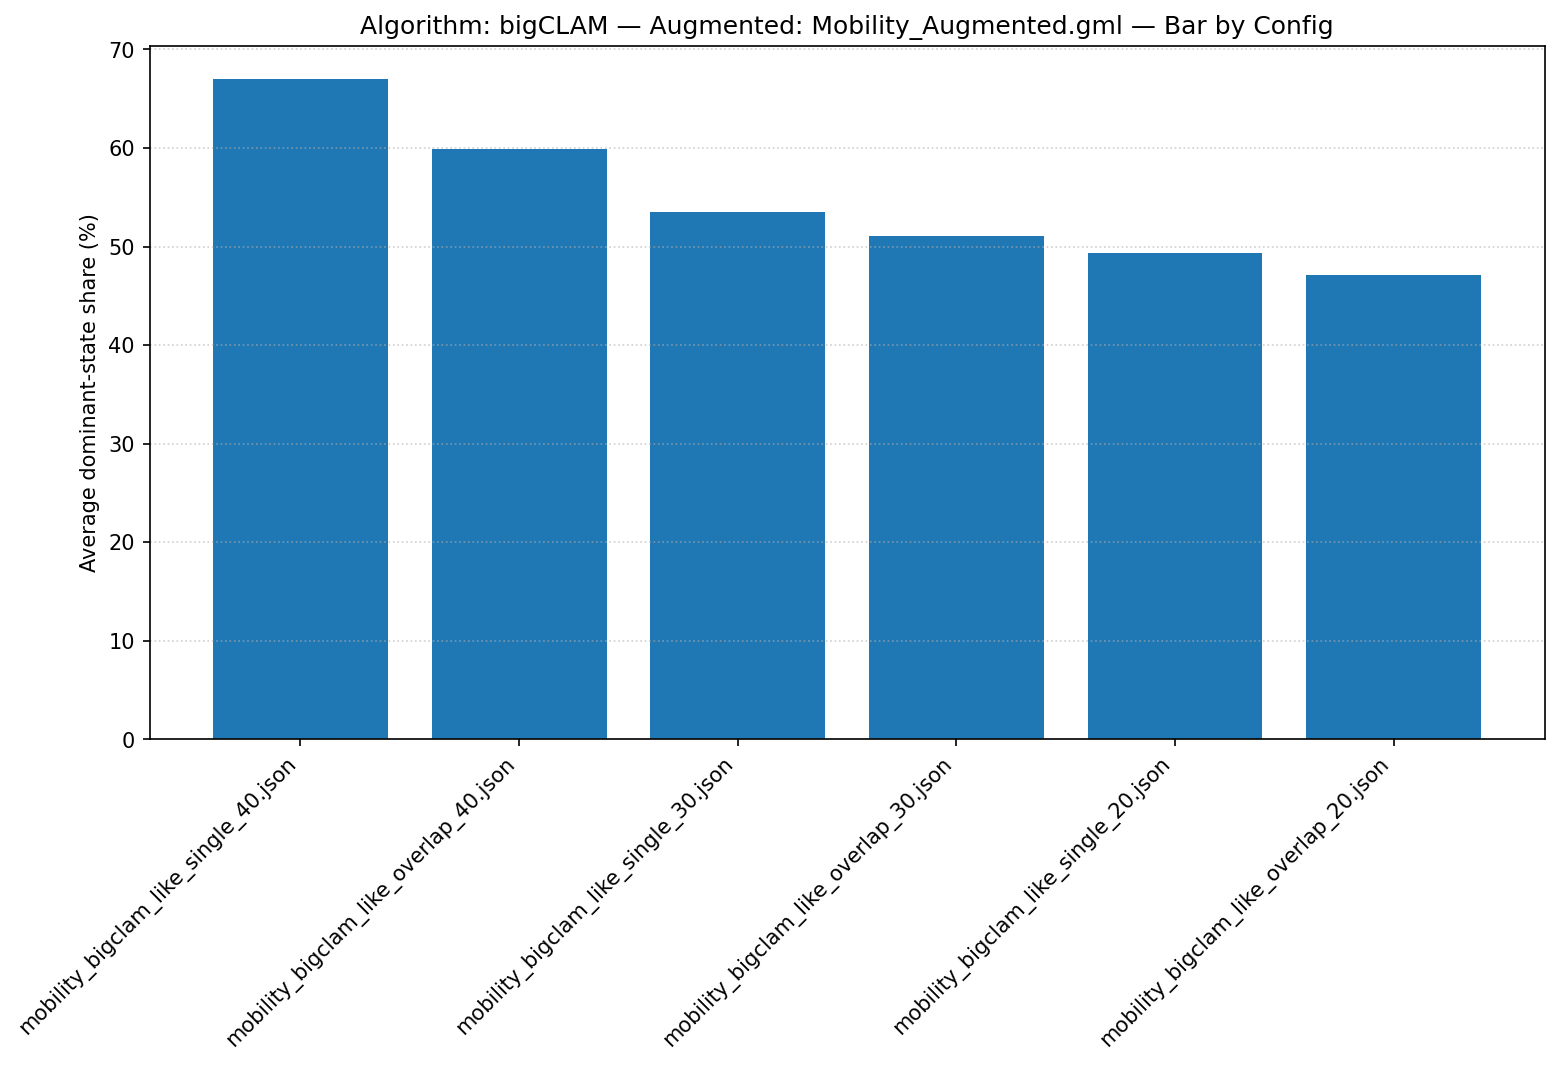 Algorithm: bigCLAM — Augmented: Mobility_Augmented.gml — Bar by Config
Average dominant-state share (%)
70
60
50
40
30
20
10
0
mobility_bigclam_like_single_40.json
mobility_bigclam_like_overlap_40.json
mobility_bigclam_like_single_30.json
mobility_bigclam_like_overlap_30.json
mobility_bigclam_like_single_20.json
mobility_bigclam_like_overlap_20.json